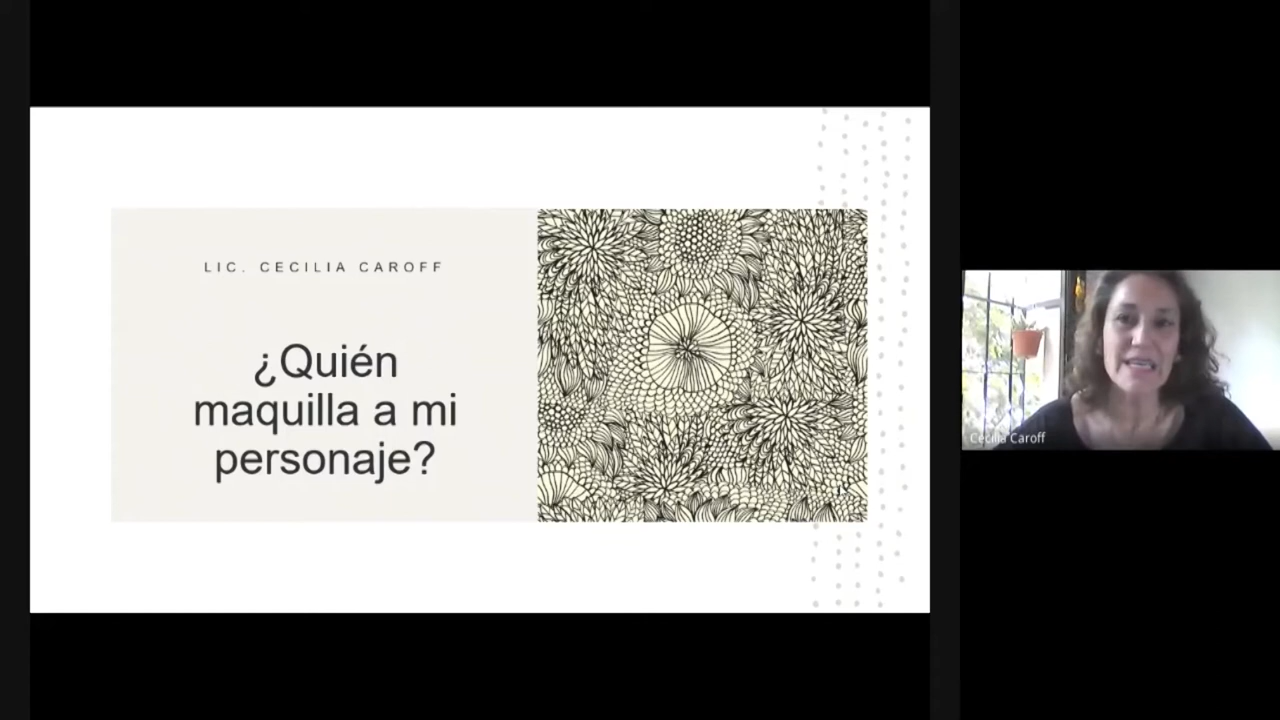 LIC. CECILIA CAROFF
¿Quién
maquilla a mi
personaje?
Cecilia Caroff